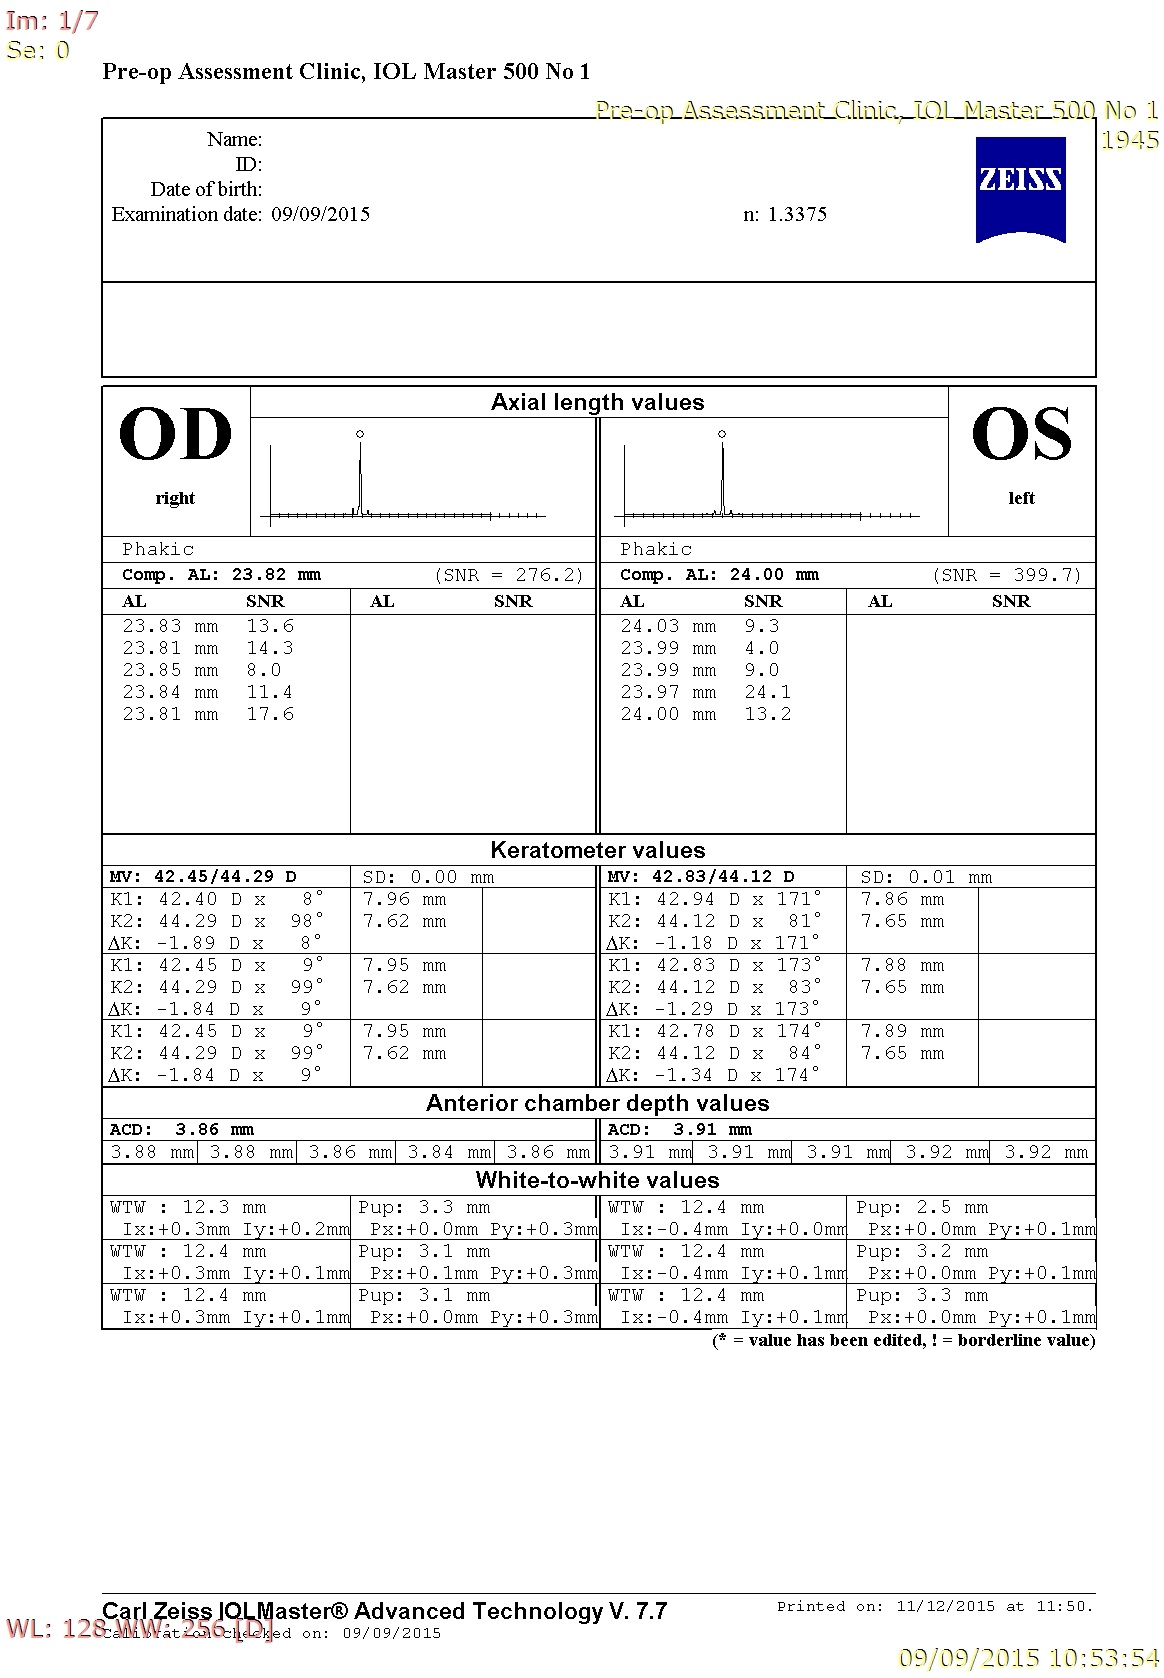 Im: 1/7
Se: 0
Pre-op Assessment Clinic, IOL Master 500 No 1
Pre-op Assessment Clinic, IOL Master 500 No 1
1945
Name:
ID:
Date of birth:
Examination date: 09/09/2015 n: 1.3375
ZEISS
OD
right
Axial length values
OS
left
Phakic Phakic
Comp. AL: 23.82 mm (SNR = 276.2) Comp. AL: 24.00 mm (SNR = 399.7)
AL SNR AL SNR AL SNR AL SNR
23.83 mm 13.6 24.03 mm 9.3
23.81 mm 14.3 23.99 mm 4.0
23.85 mm 8.0 23.99 mm 9.0
23.84 mm 11.4 23.97 mm 24.1
23.81 mm 17.6 24.00 mm 13.2
Keratometer values
MV: 42.45/44.29 D SD: 0.00 mm MV: 42.83/44.12 D SD: 0.01 mm
K1: 42.40 D x 8° 7.96 mm K1: 42.94 D x 171° 7.86 mm
K2: 44.29 D x 98° 7.62 mm K2: 44.12 D x 81° 7.65 mm
ΔK: -1.89 D x 8° ΔK: -1.18 D x 171°
K1: 42.45 D x 9° 7.95 mm K1: 42.83 D x 173° 7.88 mm
K2: 44.29 D x 99° 7.62 mm K2: 44.12 D x 83° 7.65 mm
ΔK: -1.84 D x 9° ΔK: -1.29 D x 173°
K1: 42.45 D x 9° 7.95 mm K1: 42.78 D x 174° 7.89 mm
K2: 44.29 D x 99° 7.62 mm K2: 44.12 D x 84° 7.65 mm
ΔK: -1.84 D x 9° ΔK: -1.34 D x 174°
Anterior chamber depth values
ACD: 3.86 mm ACD: 3.91 mm
3.88 mm 3.88 mm 3.86 mm 3.84 mm 3.86 mm 3.91 mm 3.91 mm 3.91 mm 3.92 mm 3.92 mm
White-to-white values
WTW : 12.3 mm Pup: 3.3 mm WTW : 12.4 mm Pup: 2.5 mm
Ix:+0.3mm Iy:+0.2mm Px:+0.0mm Py:+0.3mm Ix:-0.4mm Iy:+0.0mm Px:+0.0mm Py:+0.1mm
WTW : 12.4 mm Pup: 3.1 mm WTW : 12.4 mm Pup: 3.2 mm
Ix:+0.3mm Iy:+0.1mm Px:+0.1mm Py:+0.3mm Ix:-0.4mm Iy:+0.1mm Px:+0.0mm Py:+0.1mm
WTW : 12.4 mm Pup: 3.1 mm WTW : 12.4 mm Pup: 3.3 mm
Ix:+0.3mm Iy:+0.1mm Px:+0.0mm Py:+0.3mm Ix:-0.4mm Iy:+0.1mm Px:+0.0mm Py:+0.1mm
(* = value has been edited, ! = borderline value)
Carl Zeiss IOLMaster® Advanced Technology V. 7.7 Printed on: 11/12/2015 at 11:50.
WL: 128 WW: 256 [D]
Calibration checked on: 09/09/2015
09/09/2015 10:53:54